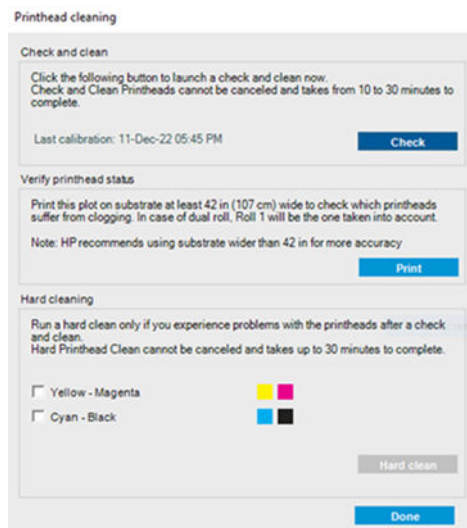 Printhead cleaning
Check and clean
Click the following button to launch a check and clean now.
Check and Clean Printheads cannot be canceled and takes from 10 to 30 minutes to
complete.
Last calibration: 11-Dec-22 05:45 PM
Check
Verify printhead status
Print this plot on substrate at least 42 in (107 cm) wide to check which printheads
suffer from clogging. In case of dual roll, Roll 1 will be the one taken into account.
Note: HP recommends using substrate wider than 42 in for more accuracy
Print
Hard cleaning
Run a hard clean only if you experience problems with the printheads after a check
and clean.
Hard Printhead Clean cannot be canceled and takes up to 30 minutes to complete.
Yellow - Magenta
Cyan - Black
Hard clean
Done